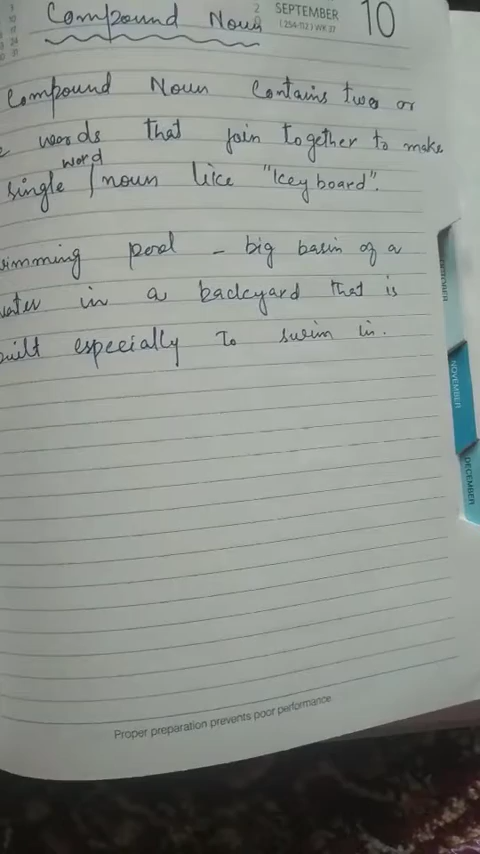 Compound Noun
SEPTEMBER 10
(254-112) WK 37
Compound Noun Contains two or
words that join together to make
word
single / noun like "Keyboard".
swimming pool - big basin of a
water in a backyard that is
built especially to swim in.
OCTOBER
NOVEMBER
DECEMBER
Proper preparation prevents poor performance